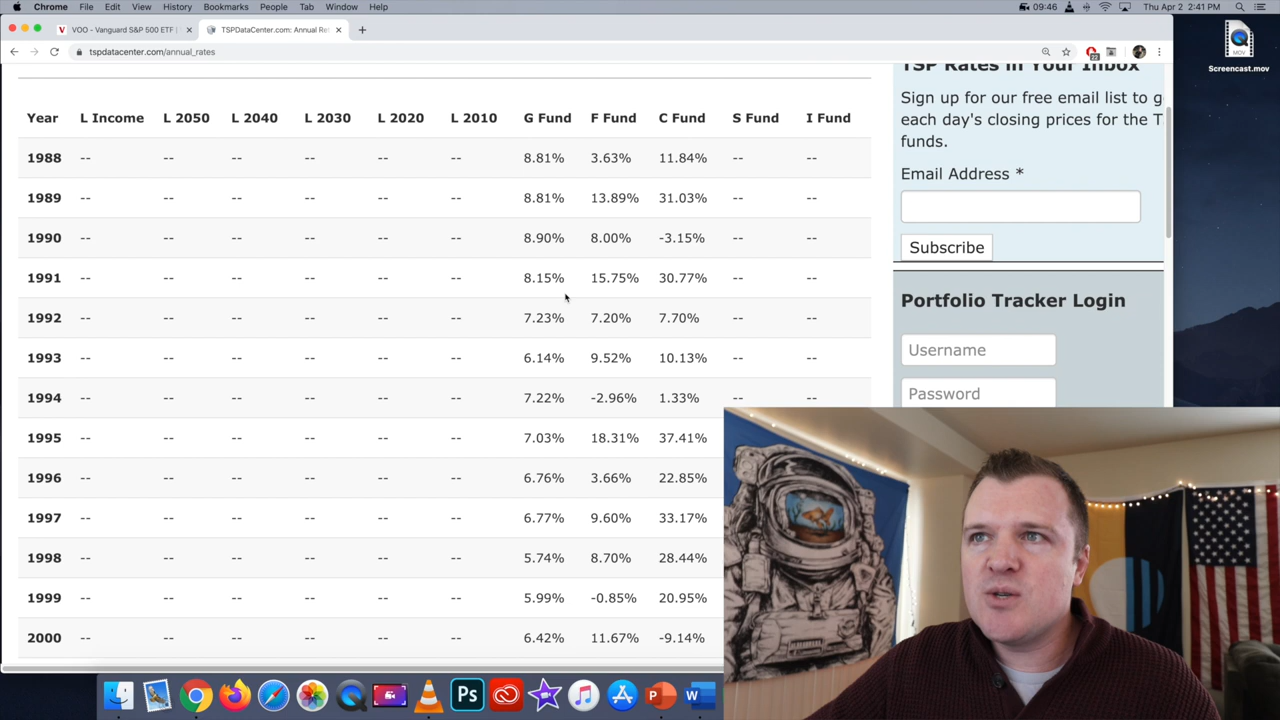 Chrome File Edit View History Bookmarks People Tab Window Help 09:46 Thu Apr 2 2:41 PM
VOO - Vanguard S&P 500 ETF | TSPDataCenter.com: Annual Ra
tspdatacenter.com/annual_rates 22
MOV
Screencast.mov
TSP Rates in Your Inbox
Sign up for our free email list to g
each day's closing prices for the T
funds.
Email Address *
Subscribe
Portfolio Tracker Login
Username
Password
Year L Income L 2050 L 2040 L 2030 L 2020 L 2010 G Fund F Fund C Fund S Fund I Fund
1988 -- -- -- -- -- -- 8.81% 3.63% 11.84% -- --
1989 -- -- -- -- -- -- 8.81% 13.89% 31.03% -- --
1990 -- -- -- -- -- -- 8.90% 8.00% -3.15% -- --
1991 -- -- -- -- -- -- 8.15% 15.75% 30.77% -- --
1992 -- -- -- -- -- -- 7.23% 7.20% 7.70% -- --
1993 -- -- -- -- -- -- 6.14% 9.52% 10.13% -- --
1994 -- -- -- -- -- -- 7.22% -2.96% 1.33% -- --
1995 -- -- -- -- -- -- 7.03% 18.31% 37.41%
1996 -- -- -- -- -- -- 6.76% 3.66% 22.85%
1997 -- -- -- -- -- -- 6.77% 9.60% 33.17%
1998 -- -- -- -- -- -- 5.74% 8.70% 28.44%
1999 -- -- -- -- -- -- 5.99% -0.85% 20.95%
2000 -- -- -- -- -- -- 6.42% 11.67% -9.14%
Ps P W